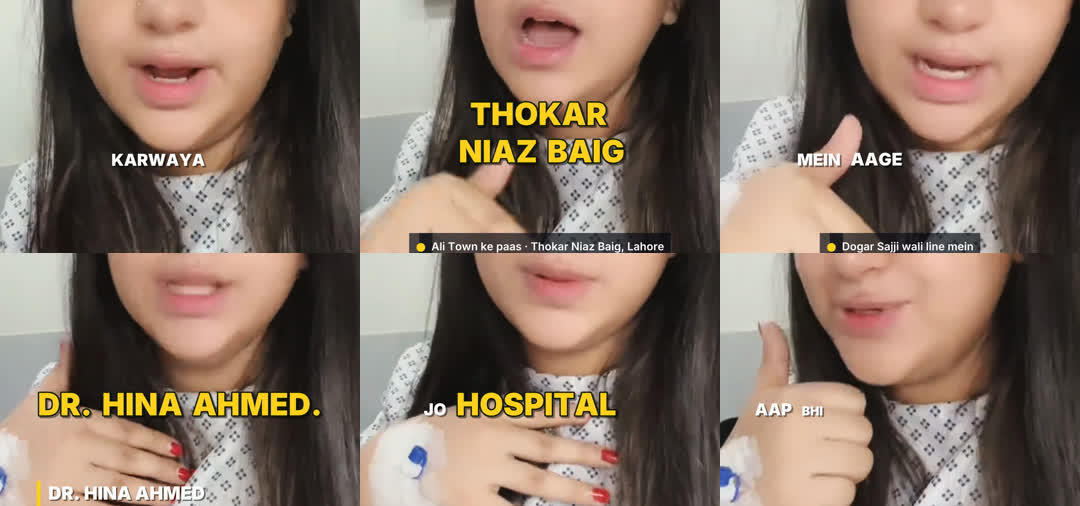 KARWAYA
THOKAR
NIAZ BAIG
Ali Town ke paas · Thokar Niaz Baig, Lahore
MEIN AAGE
Dogar Sajji wali line mein
DR. HINA AHMED.
DR. HINA AHMED
JO HOSPITAL
AAP BHI